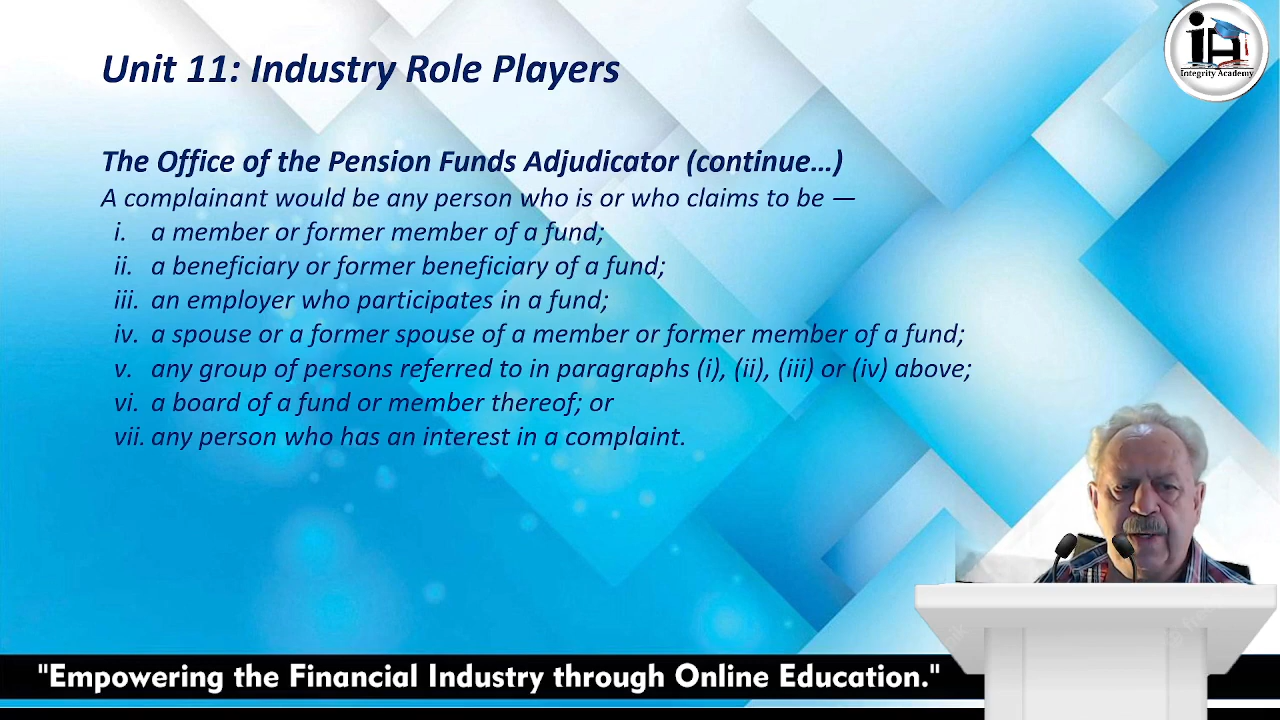 Unit 11: Industry Role Players
Integrity Academy
The Office of the Pension Funds Adjudicator (continue...)
A complainant would be any person who is or who claims to be —
i. a member or former member of a fund;
ii. a beneficiary or former beneficiary of a fund;
iii. an employer who participates in a fund;
iv. a spouse or a former spouse of a member or former member of a fund;
v. any group of persons referred to in paragraphs (i), (ii), (iii) or (iv) above;
vi. a board of a fund or member thereof; or
vii. any person who has an interest in a complaint.
"Empowering the Financial Industry through Online Education."